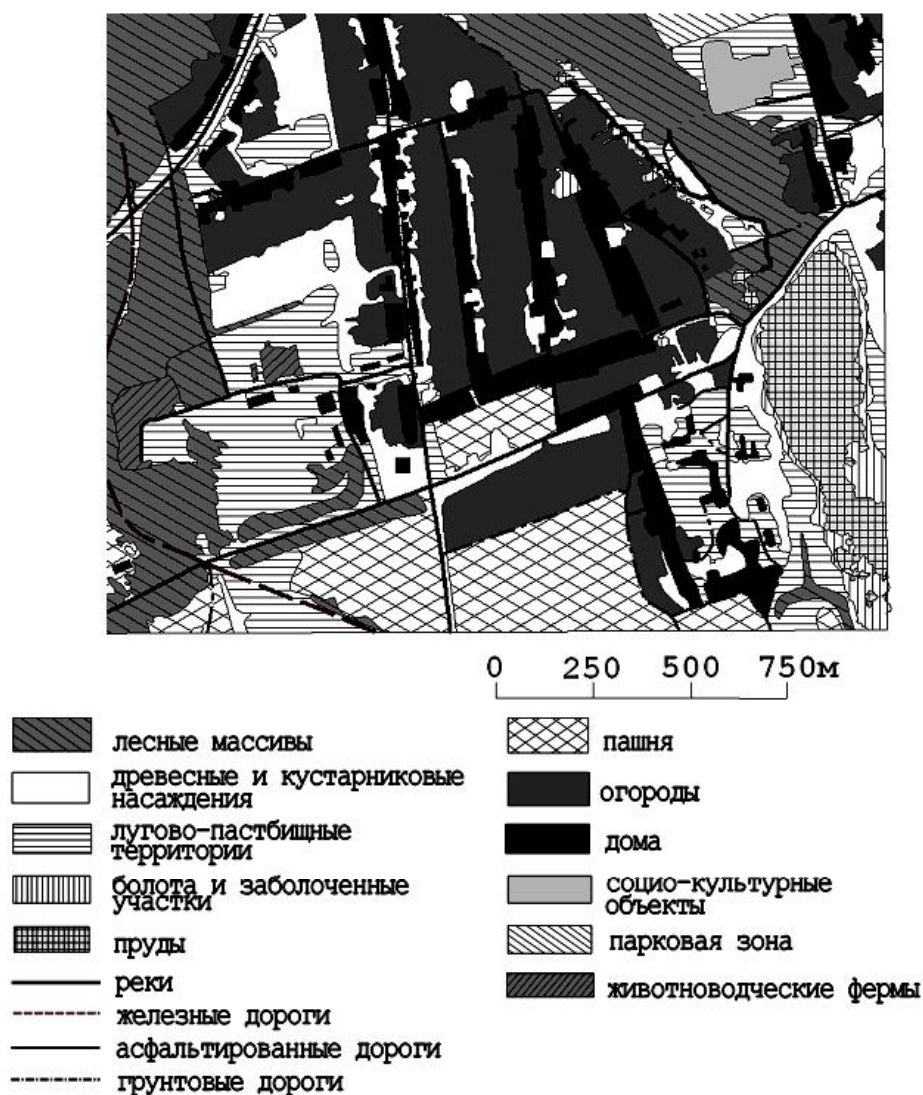 0 250 500 750м
лесные массивы
древесные и кустарниковые
насаждения
лугово-пастбищные
территории
болота и заболоченные
участки
пруды
реки
железные дороги
асфальтированные дороги
грунтовые дороги
пашня
огороды
дома
социо-культурные
объекты
парковая зона
животноводческие фермы